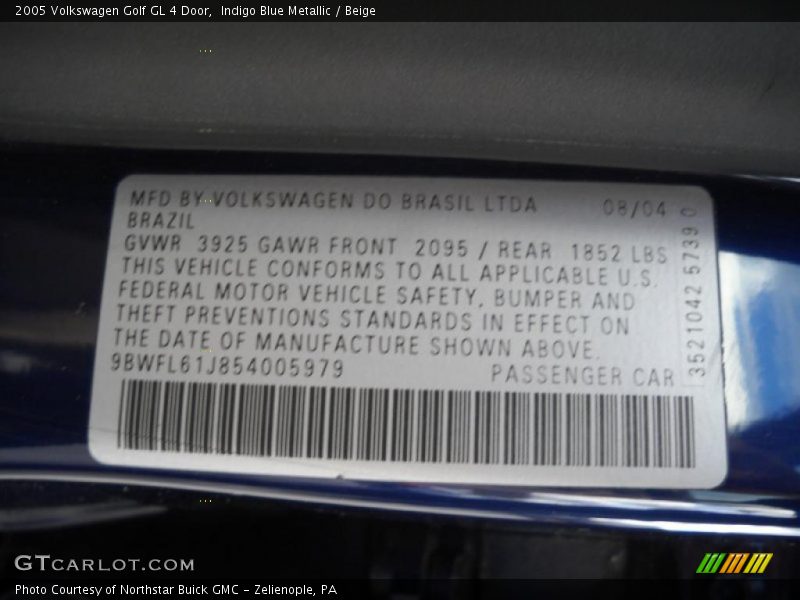 2005 Volkswagen Golf GL 4 Door,  Indigo Blue Metallic / Beige
MFD BY VOLKSWAGEN DO BRASIL LTDA 08/04
BRAZIL
GVWR 3925 GAWR FRONT 2095 / REAR 1852 LBS
THIS VEHICLE CONFORMS TO ALL APPLICABLE U.S.
FEDERAL MOTOR VEHICLE SAFETY, BUMPER AND
THEFT PREVENTIONS STANDARDS IN EFFECT ON
THE DATE OF MANUFACTURE SHOWN ABOVE.
9BWFL61J854005979 PASSENGER CAR
3521042 5739 0
GTCARLOT.COM
Photo Courtesy of Northstar Buick GMC - Zelienople, PA